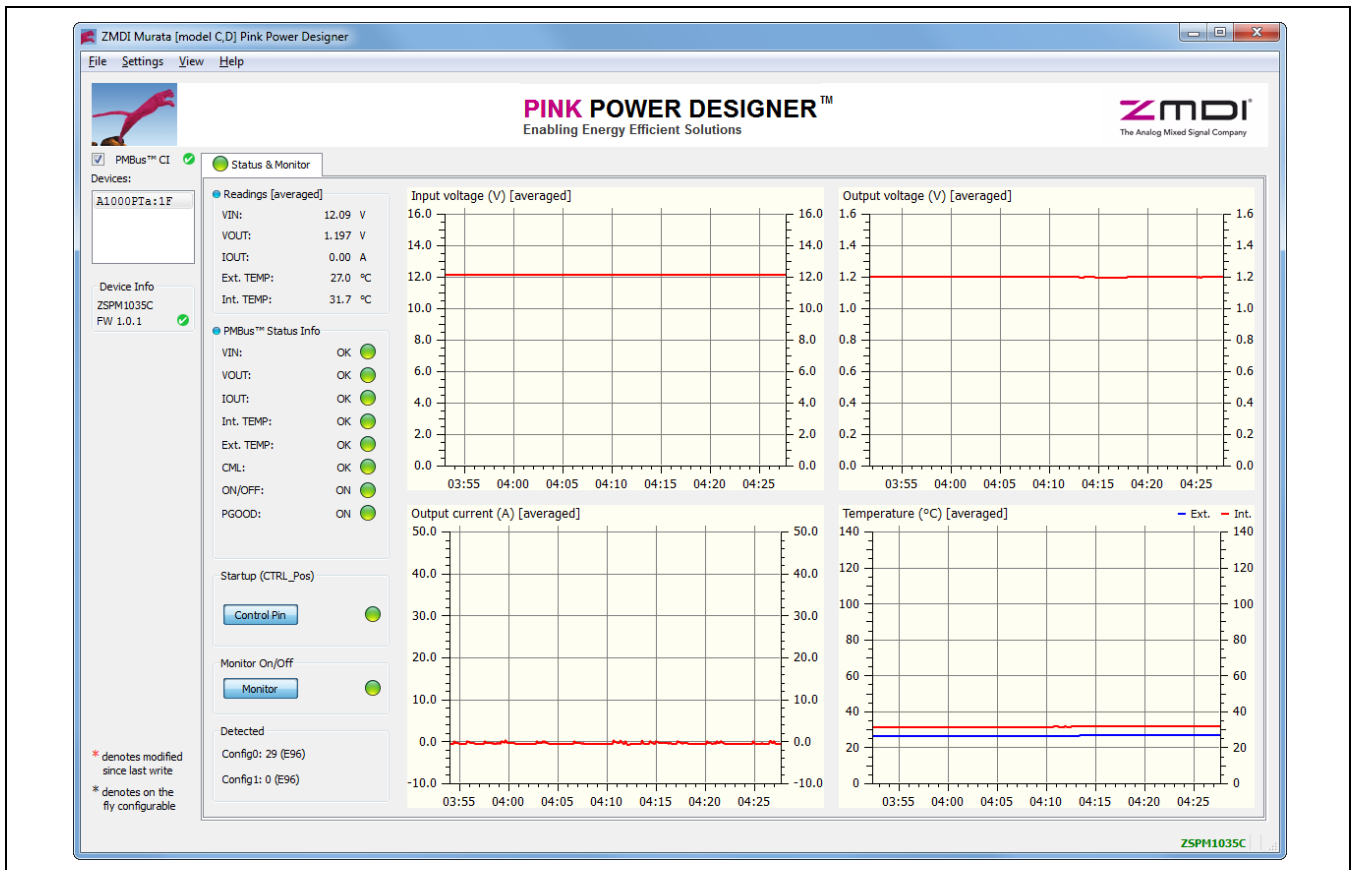 ZMDI Murata [model C,D] Pink Power Designer
File Settings View Help
PINK POWER DESIGNER™
Enabling Energy Efficient Solutions
ZMDI®
The Analog Mixed Signal Company
PMBus™ CI
Devices:
A1000PTa:1F
Device Info
ZSPM1035C
FW 1.0.1
* denotes modified
since last write
* denotes on the
fly configurable
Status & Monitor
Readings [averaged]
VIN: 12.09 V
VOUT: 1.197 V
IOUT: 0.00 A
Ext. TEMP: 27.0 °C
Int. TEMP: 31.7 °C
PMBus™ Status Info
VIN: OK
VOUT: OK
IOUT: OK
Int. TEMP: OK
Ext. TEMP: OK
CML: OK
ON/OFF: ON
PGOOD: ON
Startup (CTRL_Pos)
Control Pin
Monitor On/Off
Monitor
Detected
Config0: 29 (E96)
Config1: 0 (E96)
Input voltage (V) [averaged]
16.0 16.0
14.0 14.0
12.0 12.0
10.0 10.0
8.0 8.0
6.0 6.0
4.0 4.0
2.0 2.0
0.0 0.0
03:55 04:00 04:05 04:10 04:15 04:20 04:25
Output voltage (V) [averaged]
1.6 1.6
1.4 1.4
1.2 1.2
1.0 1.0
0.8 0.8
0.6 0.6
0.4 0.4
0.2 0.2
0.0 0.0
03:55 04:00 04:05 04:10 04:15 04:20 04:25
Output current (A) [averaged]
50.0 50.0
40.0 40.0
30.0 30.0
20.0 20.0
10.0 10.0
0.0 0.0
-10.0 -10.0
03:55 04:00 04:05 04:10 04:15 04:20 04:25
Temperature (°C) [averaged] Ext. Int.
140 140
120 120
100 100
80 80
60 60
40 40
20 20
0 0
03:55 04:00 04:05 04:10 04:15 04:20 04:25
ZSPM1035C